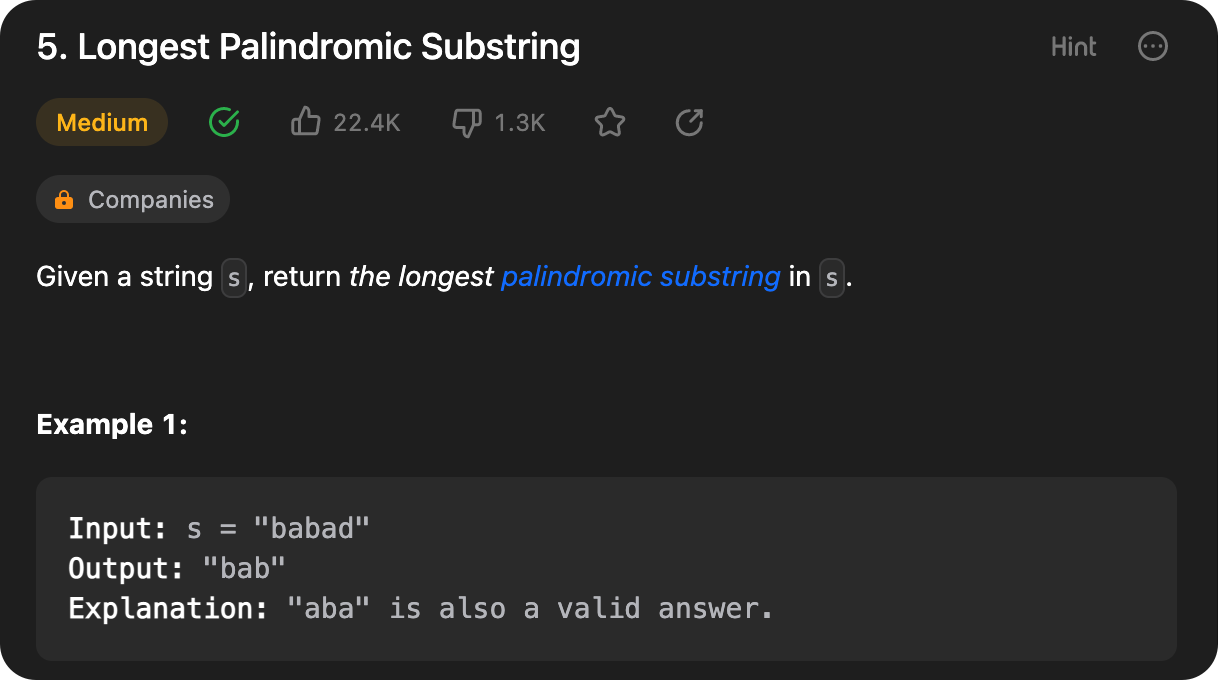 5. Longest Palindromic Substring
Hint
Medium
22.4K
1.3K
Companies
Given a string s, return the longest palindromic substring in s.
Example 1:
Input: s = "babad"
Output: "bab"
Explanation: "aba" is also a valid answer.